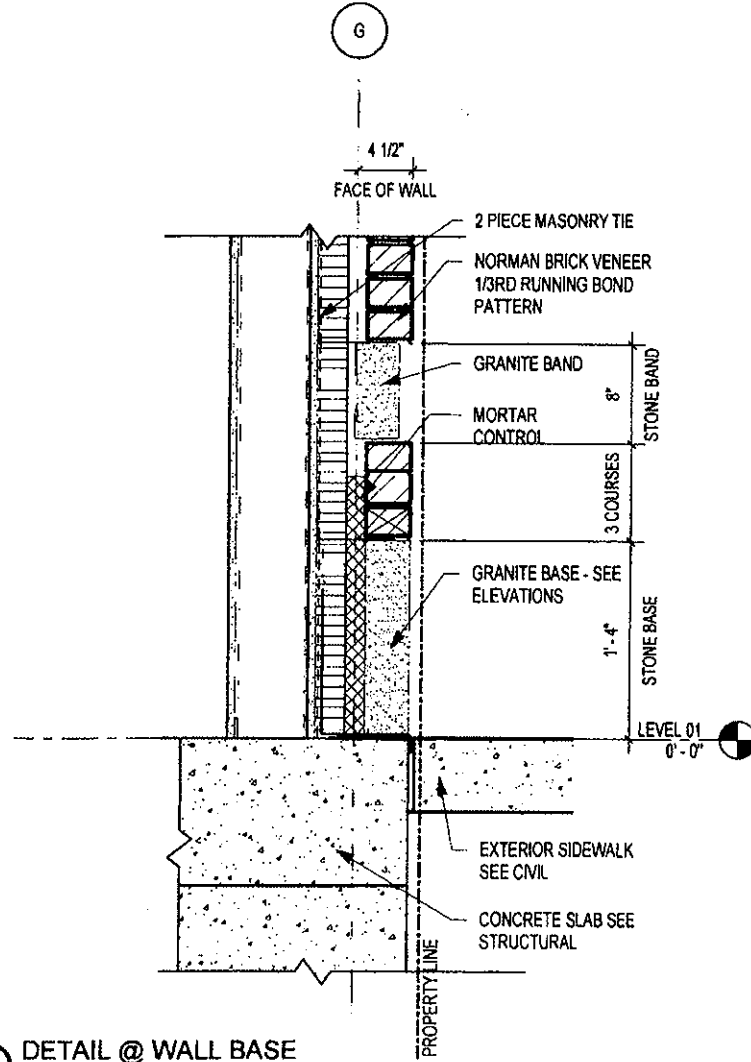 G
4 1/2"
FACE OF WALL
2 PIECE MASONRY TIE
NORMAN BRICK VENEER
1/3RD RUNNING BOND
PATTERN
GRANITE BAND
8"
STONE BAND
MORTAR
CONTROL
3 COURSES
GRANITE BASE - SEE
ELEVATIONS
1' - 4"
STONE BASE
LEVEL 01
0' - 0"
EXTERIOR SIDEWALK
SEE CIVIL
CONCRETE SLAB SEE
STRUCTURAL
PROPERTY LINE
DETAIL @ WALL BASE